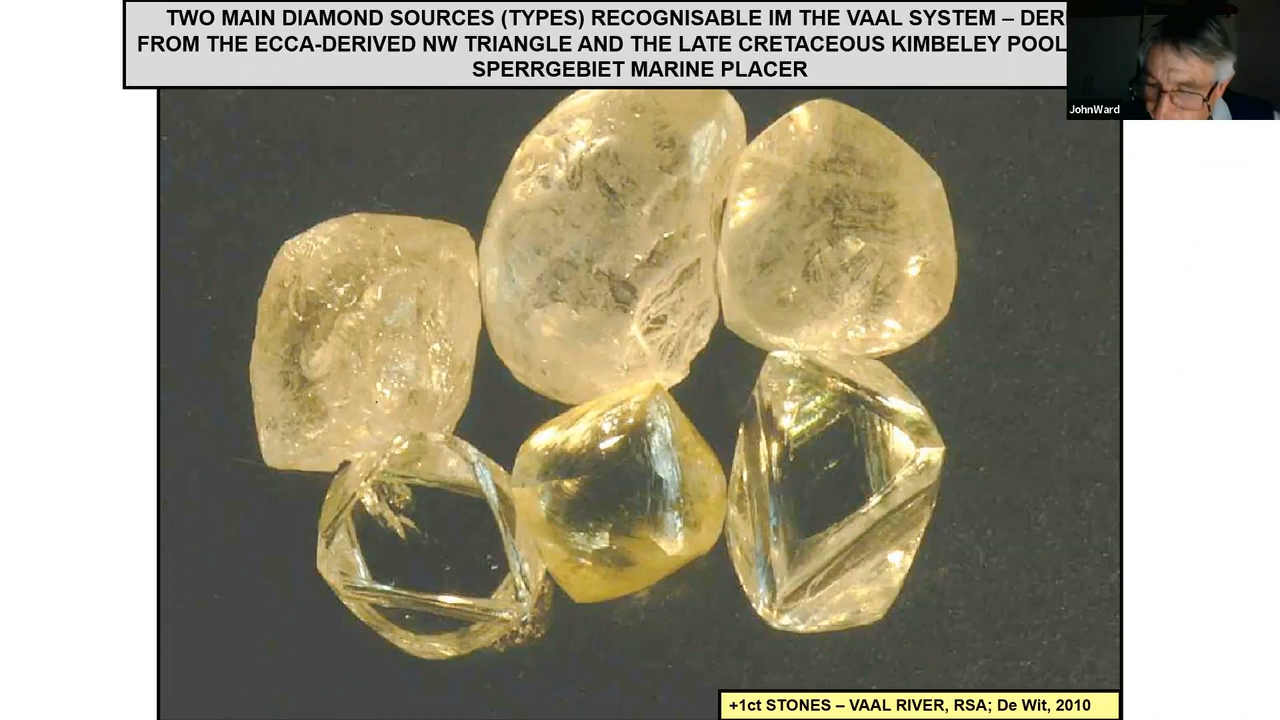 TWO MAIN DIAMOND SOURCES (TYPES) RECOGNISABLE IM THE VAAL SYSTEM – DER
FROM THE ECCA-DERIVED NW TRIANGLE AND THE LATE CRETACEOUS KIMBELEY POOL
SPERRGEBIET MARINE PLACER
JohnWard
+1ct STONES – VAAL RIVER, RSA; De Wit, 2010